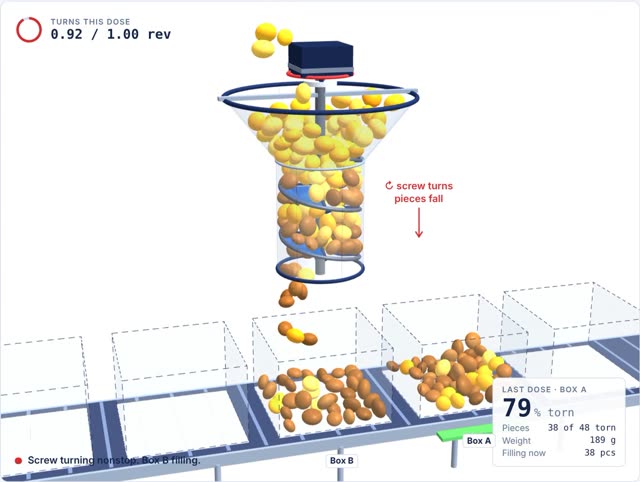 TURNS THIS DOSE
0.92 / 1.00 rev
↻ screw turns
pieces fall
LAST DOSE · BOX A
79 % torn
Pieces 38 of 48 torn
Weight 189 g
Filling now 38 pcs
Box A
Box B
Screw turning nonstop. Box B filling.